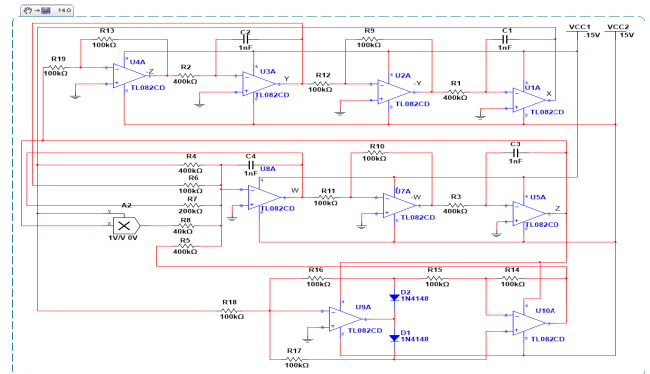 14.0
VCC1
-15V
VCC2
15V
R13
100kΩ
C2
1nF
R9
100kΩ
C1
1nF
R19
100kΩ
U4A
-Z
TL082CD
R2
400kΩ
U3A
Y
TL082CD
R12
100kΩ
U2A
-Y
TL082CD
R1
400kΩ
U1A
X
TL082CD
R4
400kΩ
R6
100kΩ
R7
200kΩ
R8
40kΩ
R5
400kΩ
A2
Y
X
1V/V 0V
C4
1nF
U8A
W
TL082CD
R11
100kΩ
R10
100kΩ
U7A
-W
TL082CD
R3
400kΩ
C3
1nF
U5A
Z
TL082CD
R16
100kΩ
R15
100kΩ
R14
100kΩ
R18
100kΩ
U9A
TL082CD
D2
1N4148
D1
1N4148
U10A
TL082CD
R17
100kΩ